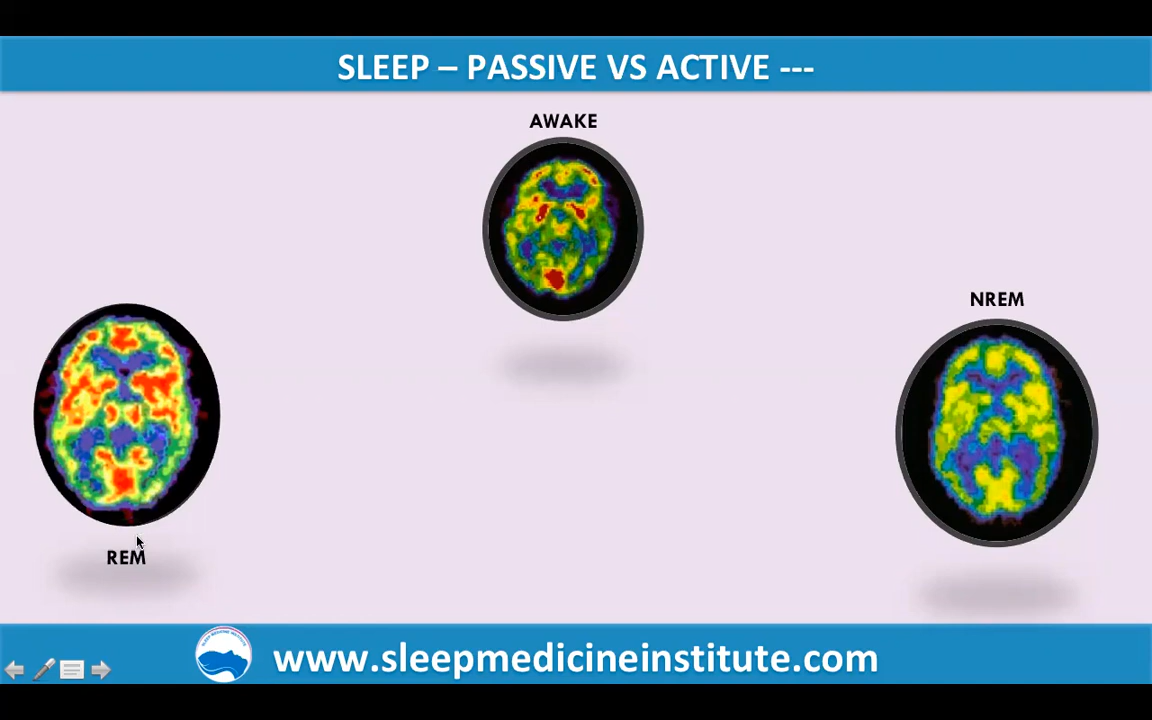 SLEEP – PASSIVE VS ACTIVE ---
AWAKE
NREM
REM
www.sleepmedicineinstitute.com